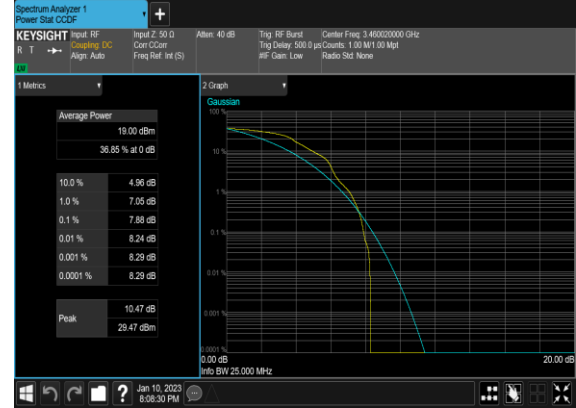 Spectrum Analyzer 1
Power Stat CCDF
KEYSIGHT
R T
Input: RF
Coupling: DC
Align: Auto
Input Z: 50 Ω
Corr CCorr
Freq Ref: Int (S)
Atten: 40 dB
Trig: RF Burst
Trig Delay: 500.0 µs
#IF Gain: Low
Center Freq: 3.460020000 GHz
Counts: 1.00 M/1.00 Mpt
Radio Std: None
1 Metrics
Average Power
19.00 dBm
36.85 % at 0 dB
10.0 % 4.96 dB
1.0 % 7.05 dB
0.1 % 7.88 dB
0.01 % 8.24 dB
0.001 % 8.29 dB
0.0001 % 8.29 dB
Peak
10.47 dB
29.47 dBm
2 Graph
Gaussian
100 %
10 %
1 %
0.1 %
0.01 %
0.001 %
0.0001 %
0.00 dB
20.00 dB
Info BW 25.000 MHz
?
Jan 10, 2023
8:08:30 PM